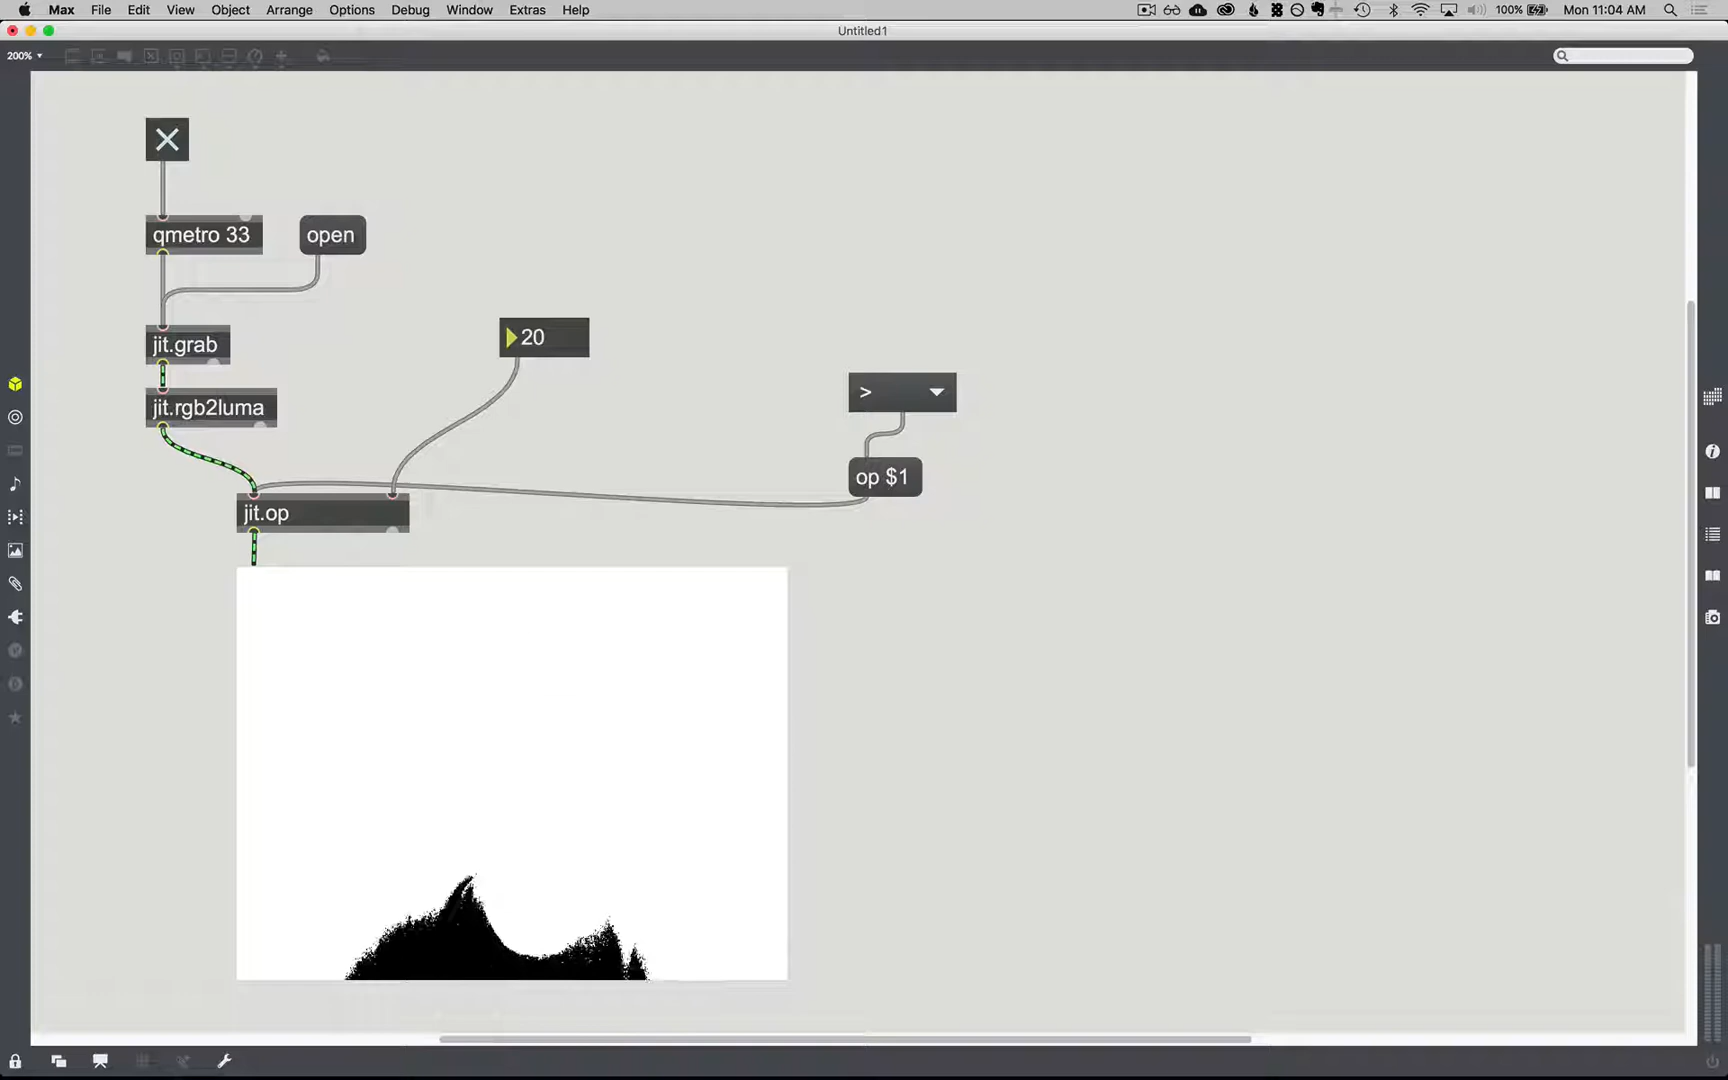 Max File Edit View Object Arrange Options Debug Window Extras Help 100% Mon 11:04 AM
Untitled1
200%
qmetro 33 open
20
jit.grab
>
jit.rgb2luma
op $1
jit.op